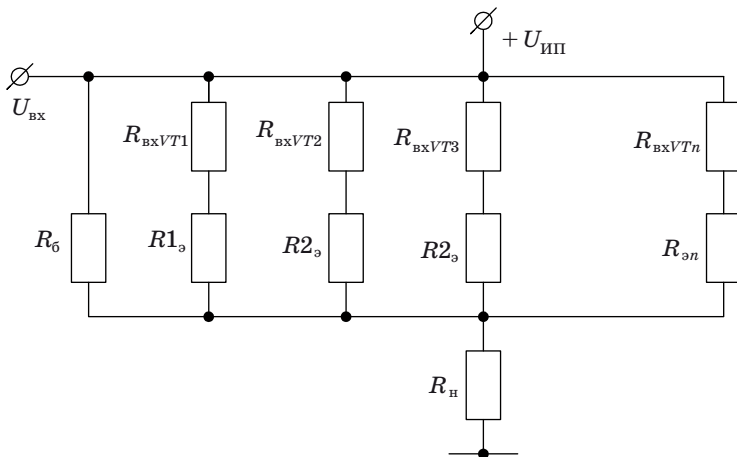 + U_ИП
U_вх
R_вхVT1
R_вхVT2
R_вхVT3
R_вхVTn
R_б
R1_э
R2_э
R2_э
R_эn
R_н